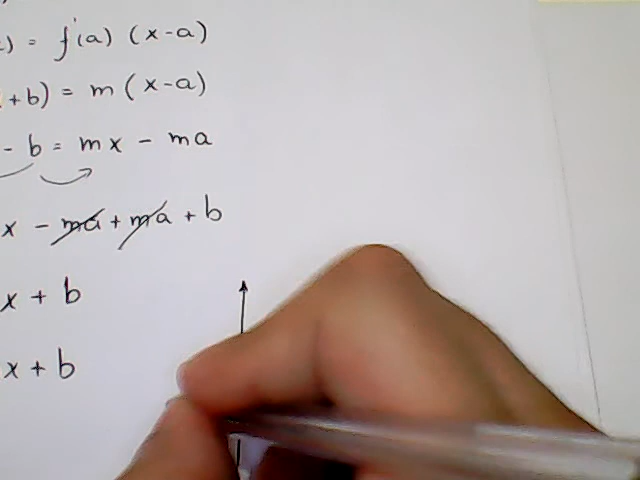 ) = f'(a) (x-a)
+b) = m (x-a)
- b = mx - ma
x - ma + ma + b
x + b
x + b